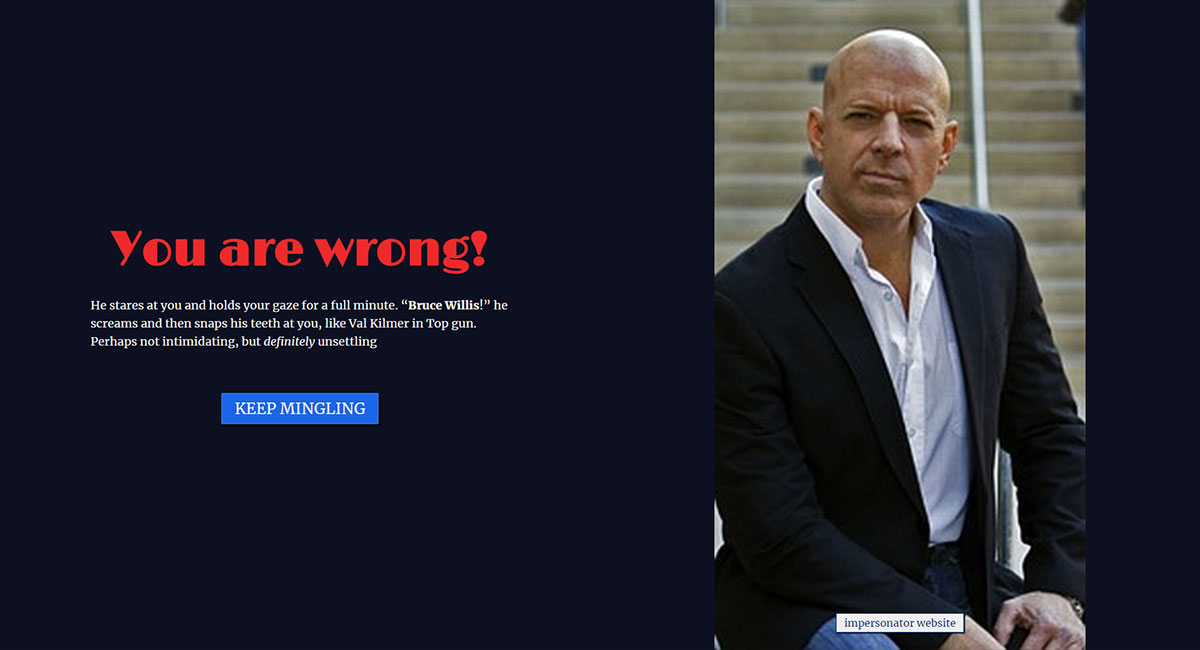 You are wrong!
He stares at you and holds your gaze for a full minute. “Bruce Willis!” he
screams and then snaps his teeth at you, like Val Kilmer in Top gun.
Perhaps not intimidating, but definitely unsettling
KEEP MINGLING
impersonator website